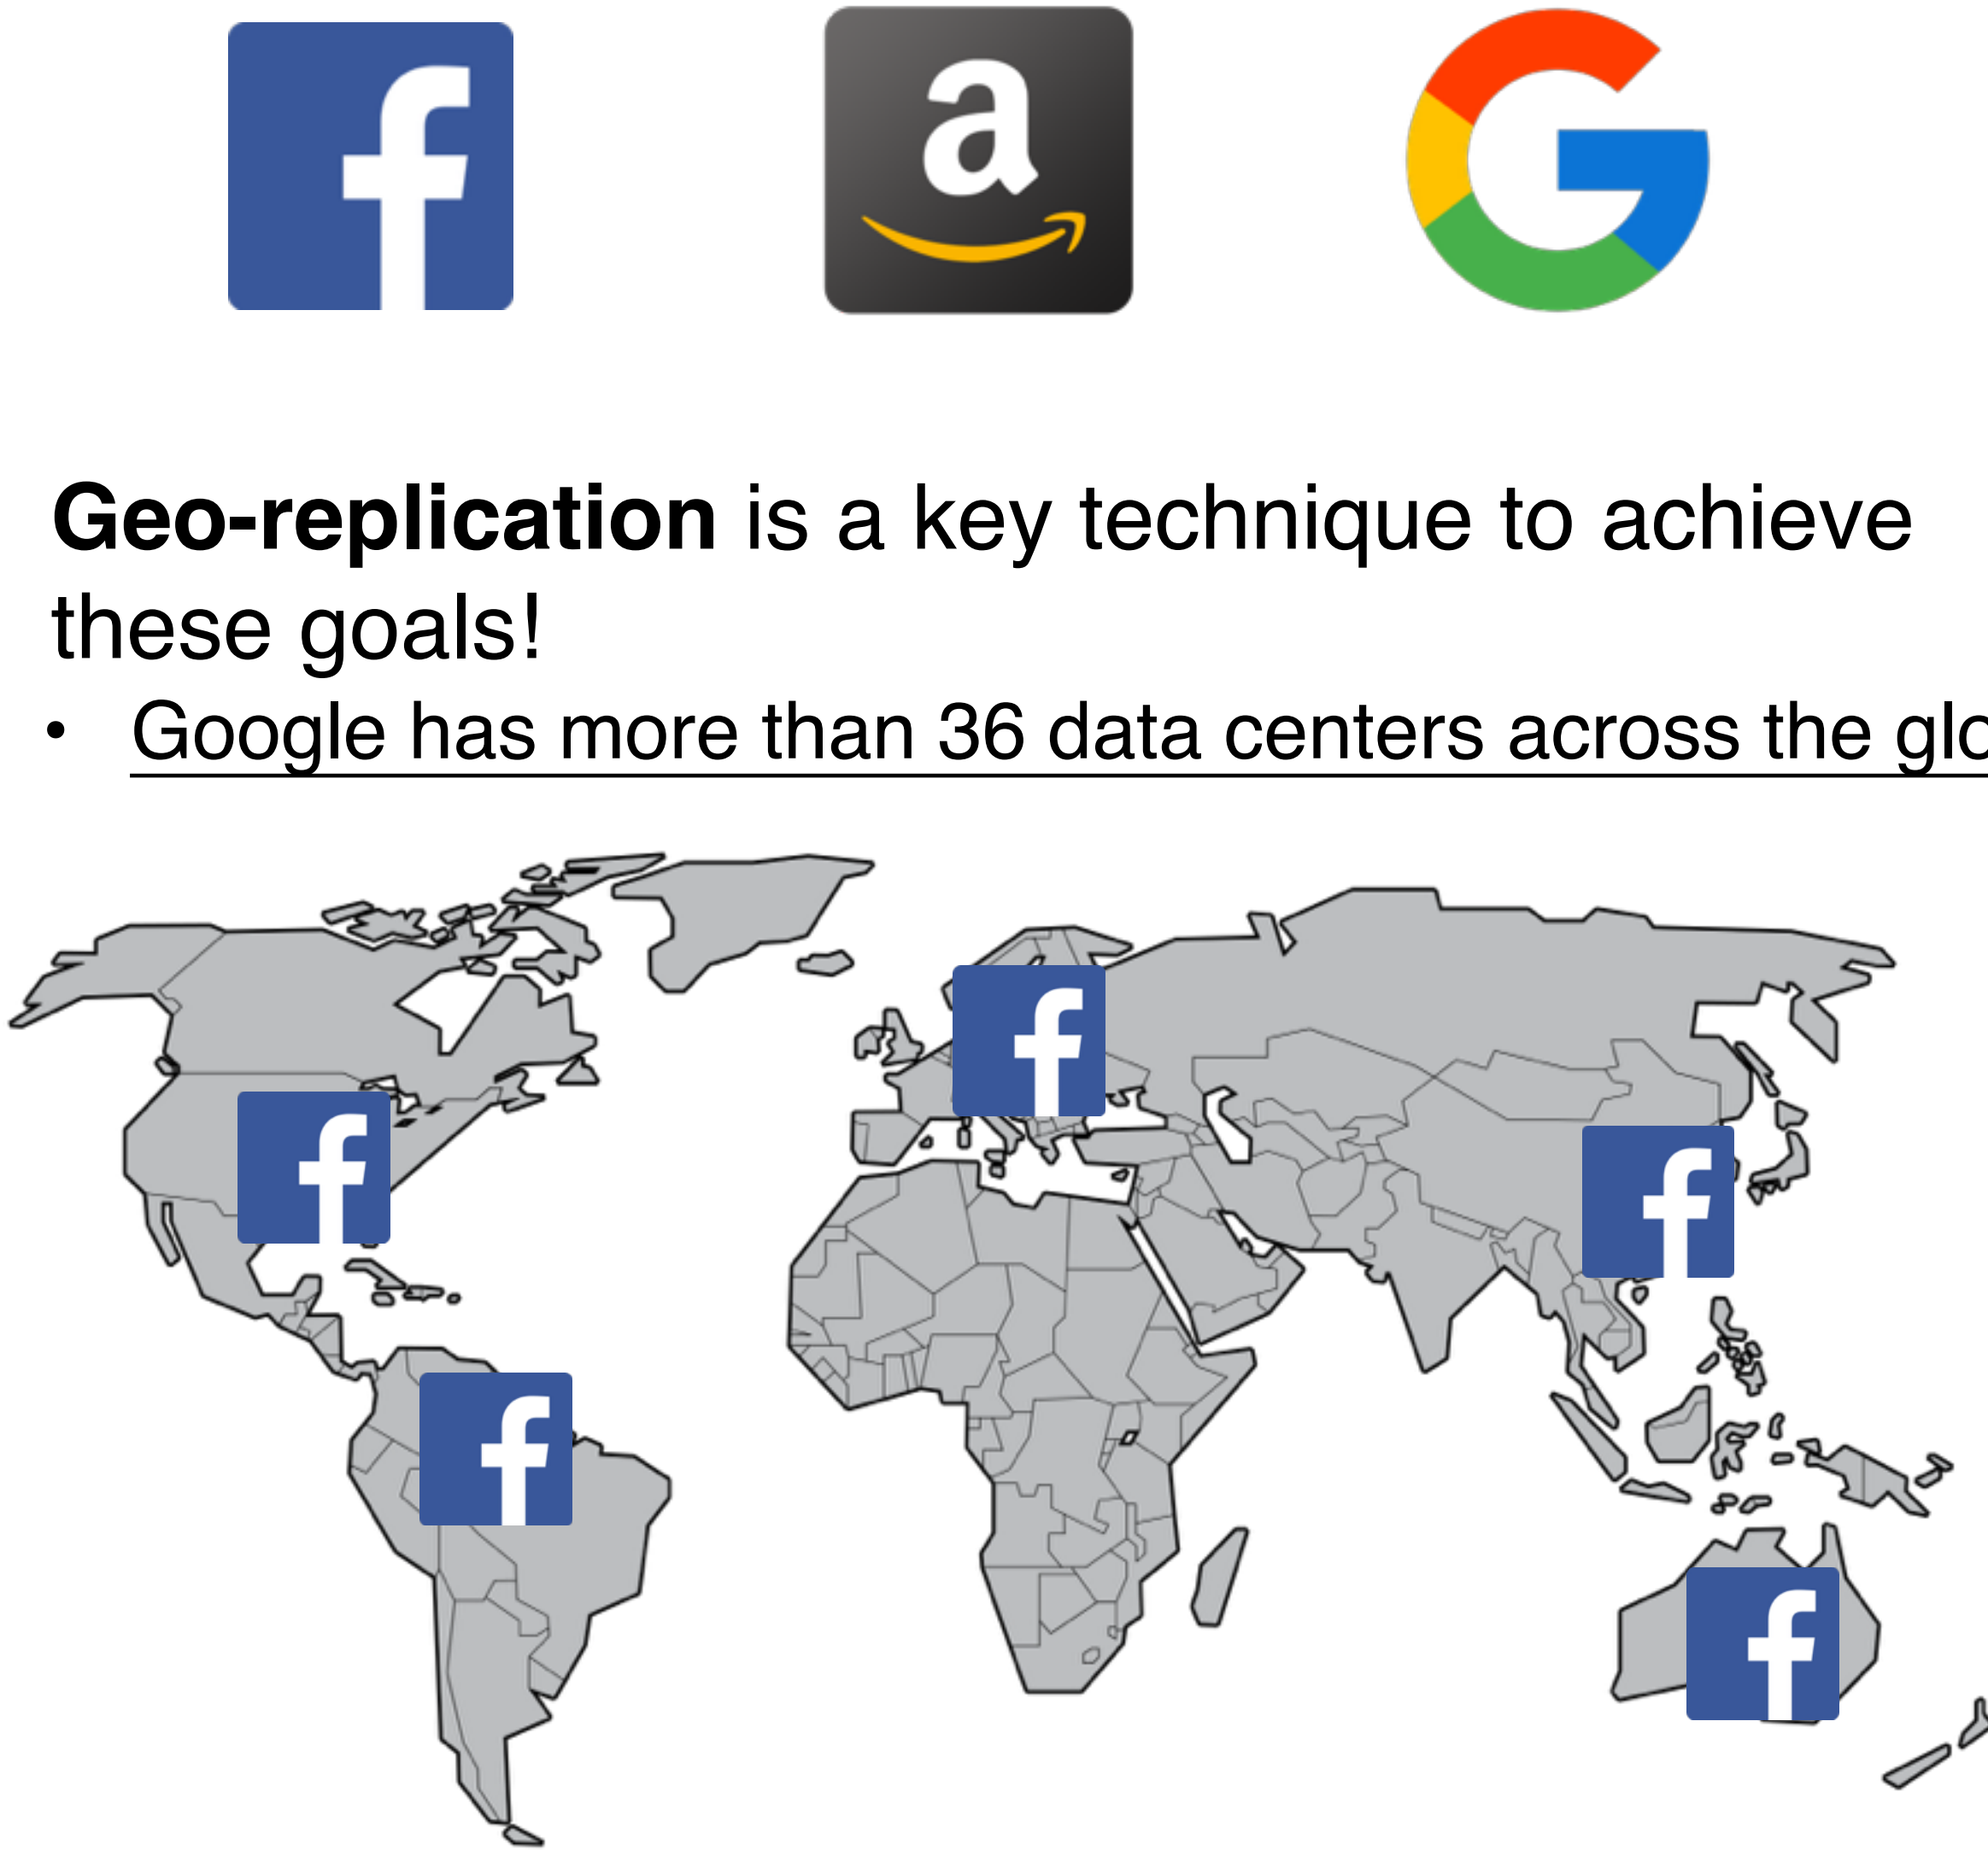 Geo-replication is a key technique to achieve
these goals!
• Google has more than 36 data centers across the